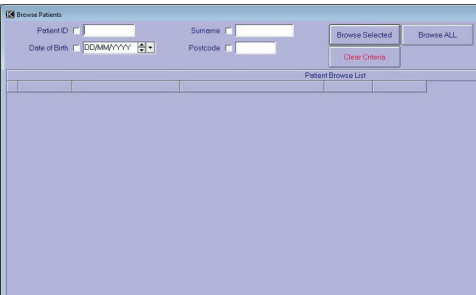 Browse Patients
Patient ID Surname Browse Selected Browse ALL
Date of Birth DD/MM/YYYY Postcode
Clear Criteria
Patient Browse List